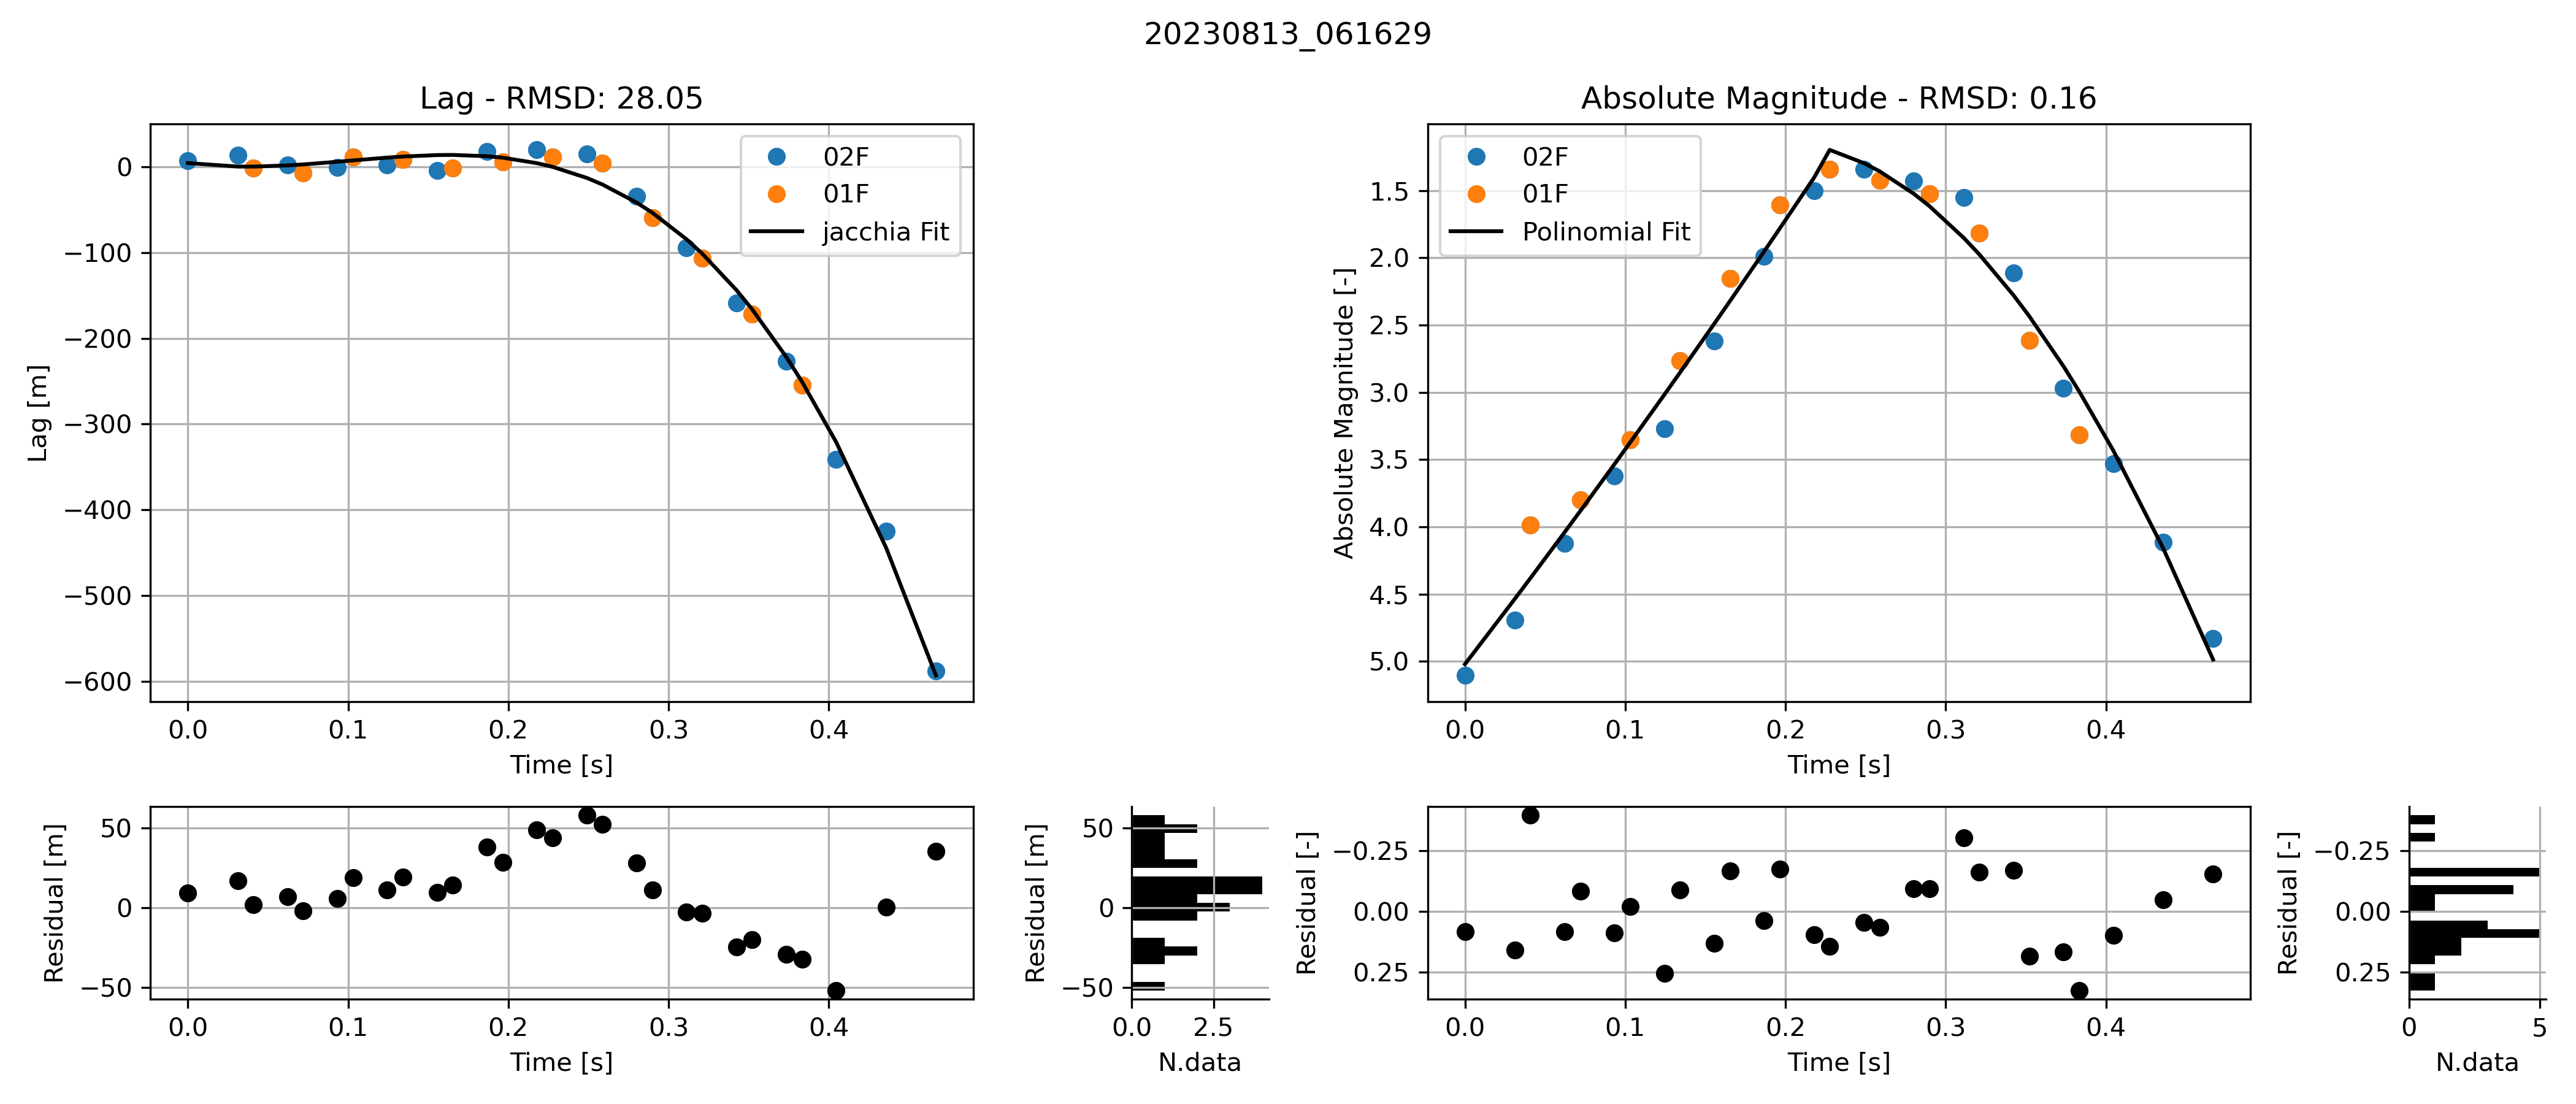 20230813_061629
Lag - RMSD: 28.05
02F
01F
jacchia Fit
0
−100
−200
−300
−400
−500
−600
Lag [m]
0.0 0.1 0.2 0.3 0.4
Time [s]
Absolute Magnitude - RMSD: 0.16
02F
01F
Polinomial Fit
1.5
2.0
2.5
3.0
3.5
4.0
4.5
5.0
Absolute Magnitude [-]
0.0 0.1 0.2 0.3 0.4
Time [s]
50
0
−50
Residual [m]
0.0 0.1 0.2 0.3 0.4
Time [s]
50
0
−50
Residual [m]
0.0 2.5
N.data
−0.25
0.00
0.25
Residual [-]
0.0 0.1 0.2 0.3 0.4
Time [s]
−0.25
0.00
0.25
Residual [-]
0 5
N.data